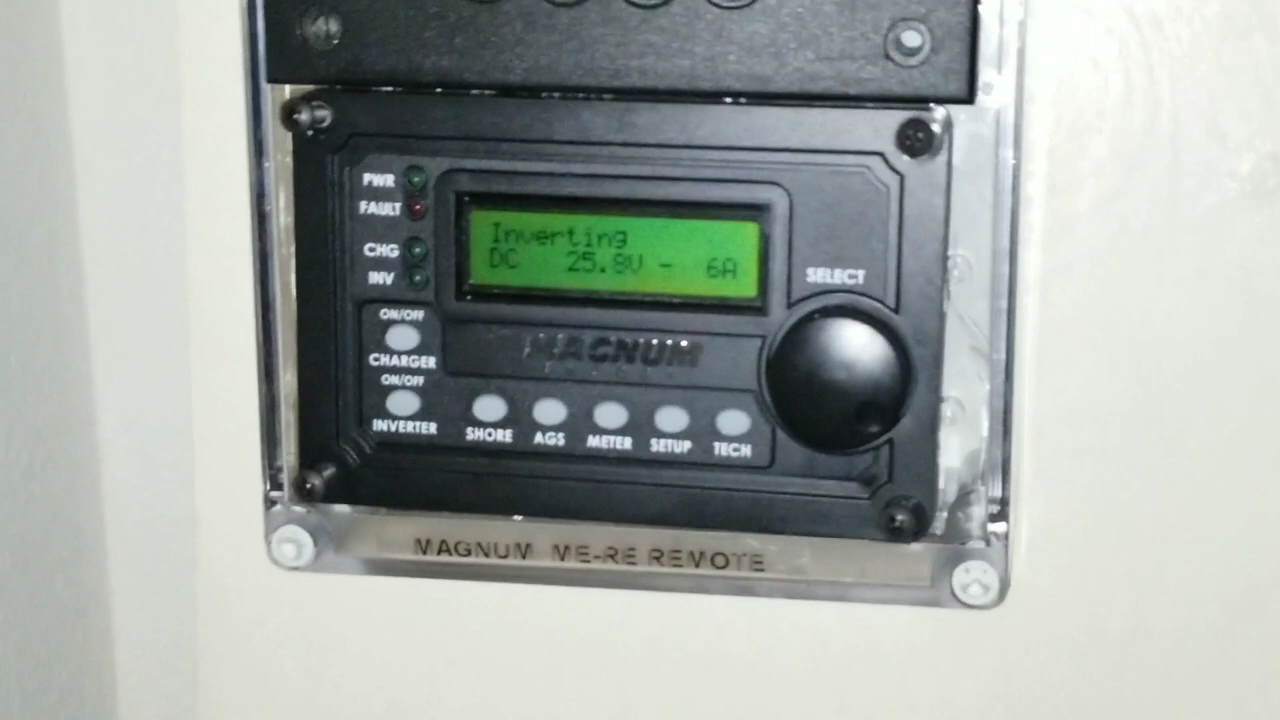 PWR
FAULT
CHG
INV
Inverting
DC 25.8V - 6A
SELECT
ON/OFF
CHARGER
ON/OFF
INVERTER
MAGNUM
SHORE AGS METER SETUP TECH
MAGNUM ME-RE REMOTE